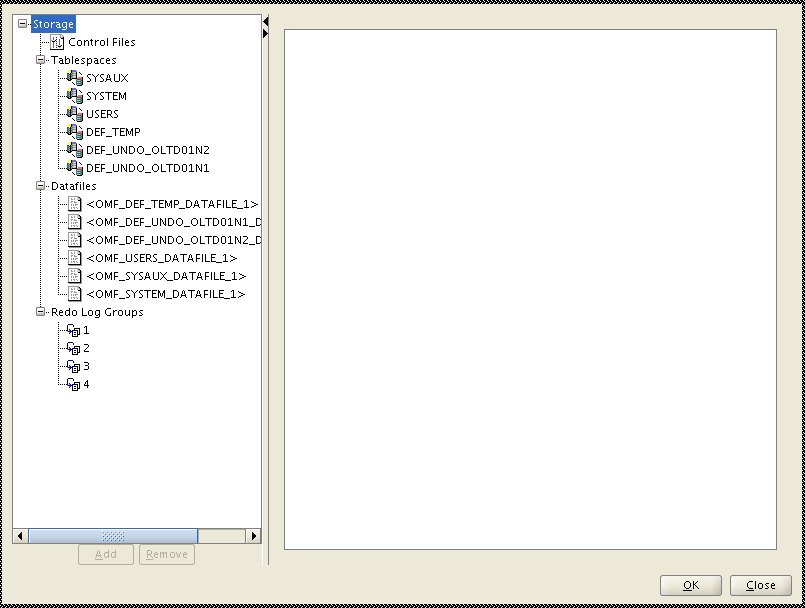 Storage
Control Files
Tablespaces
SYSAUX
SYSTEM
USERS
DEF_TEMP
DEF_UNDO_OLTD01N2
DEF_UNDO_OLTD01N1
Datafiles
<OMF_DEF_TEMP_DATAFILE_1>
<OMF_DEF_UNDO_OLTD01N1_D
<OMF_DEF_UNDO_OLTD01N2_D
<OMF_USERS_DATAFILE_1>
<OMF_SYSAUX_DATAFILE_1>
<OMF_SYSTEM_DATAFILE_1>
Redo Log Groups
1
2
3
4
Add Remove
OK Close